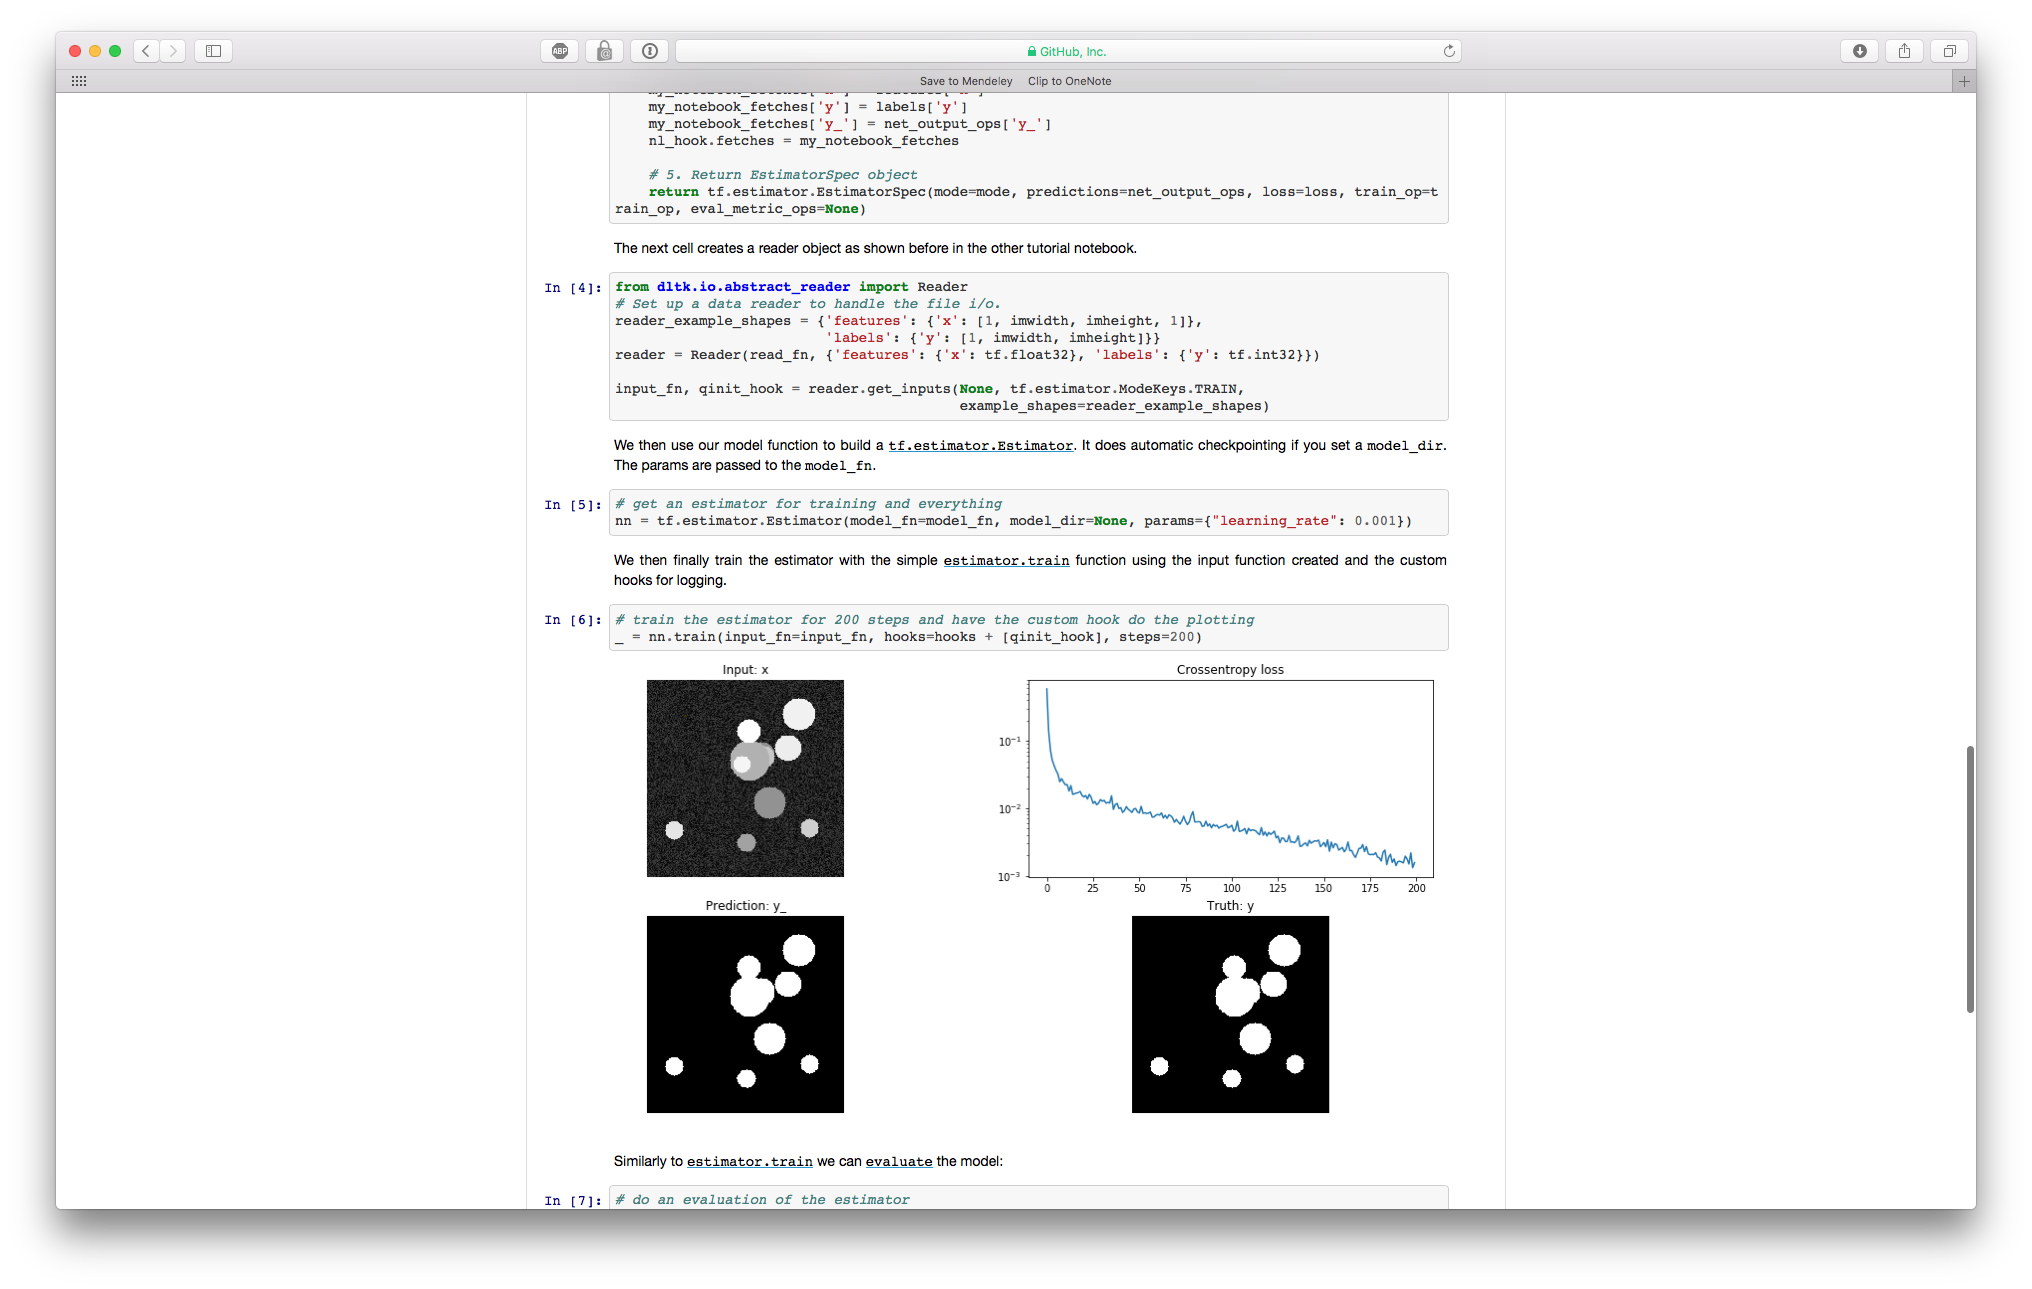 ABP
GitHub, Inc.
Save to Mendeley Clip to OneNote
my_notebook_fetches['y'] = labels['y']
my_notebook_fetches['y_'] = net_output_ops['y_']
nl_hook.fetches = my_notebook_fetches
# 5. Return EstimatorSpec object
return tf.estimator.EstimatorSpec(mode=mode, predictions=net_output_ops, loss=loss, train_op=t
rain_op, eval_metric_ops=None)
The next cell creates a reader object as shown before in the other tutorial notebook.
In [4]: from dltk.io.abstract_reader import Reader
# Set up a data reader to handle the file i/o.
reader_example_shapes = {'features': {'x': [1, imwidth, imheight, 1]},
'labels': {'y': [1, imwidth, imheight]}}
reader = Reader(read_fn, {'features': {'x': tf.float32}, 'labels': {'y': tf.int32}})
input_fn, qinit_hook = reader.get_inputs(None, tf.estimator.ModeKeys.TRAIN,
example_shapes=reader_example_shapes)
We then use our model function to build a tf.estimator.Estimator. It does automatic checkpointing if you set a model_dir.
The params are passed to the model_fn.
In [5]: # get an estimator for training and everything
nn = tf.estimator.Estimator(model_fn=model_fn, model_dir=None, params={"learning_rate": 0.001})
We then finally train the estimator with the simple estimator.train function using the input function created and the custom
hooks for logging.
In [6]: # train the estimator for 200 steps and have the custom hook do the plotting
_ = nn.train(input_fn=input_fn, hooks=hooks + [qinit_hook], steps=200)
Input: x
Crossentropy loss
10⁻¹
10⁻²
10⁻³
0 25 50 75 100 125 150 175 200
Prediction: y_
Truth: y
Similarly to estimator.train we can evaluate the model:
In [7]: # do an evaluation of the estimator